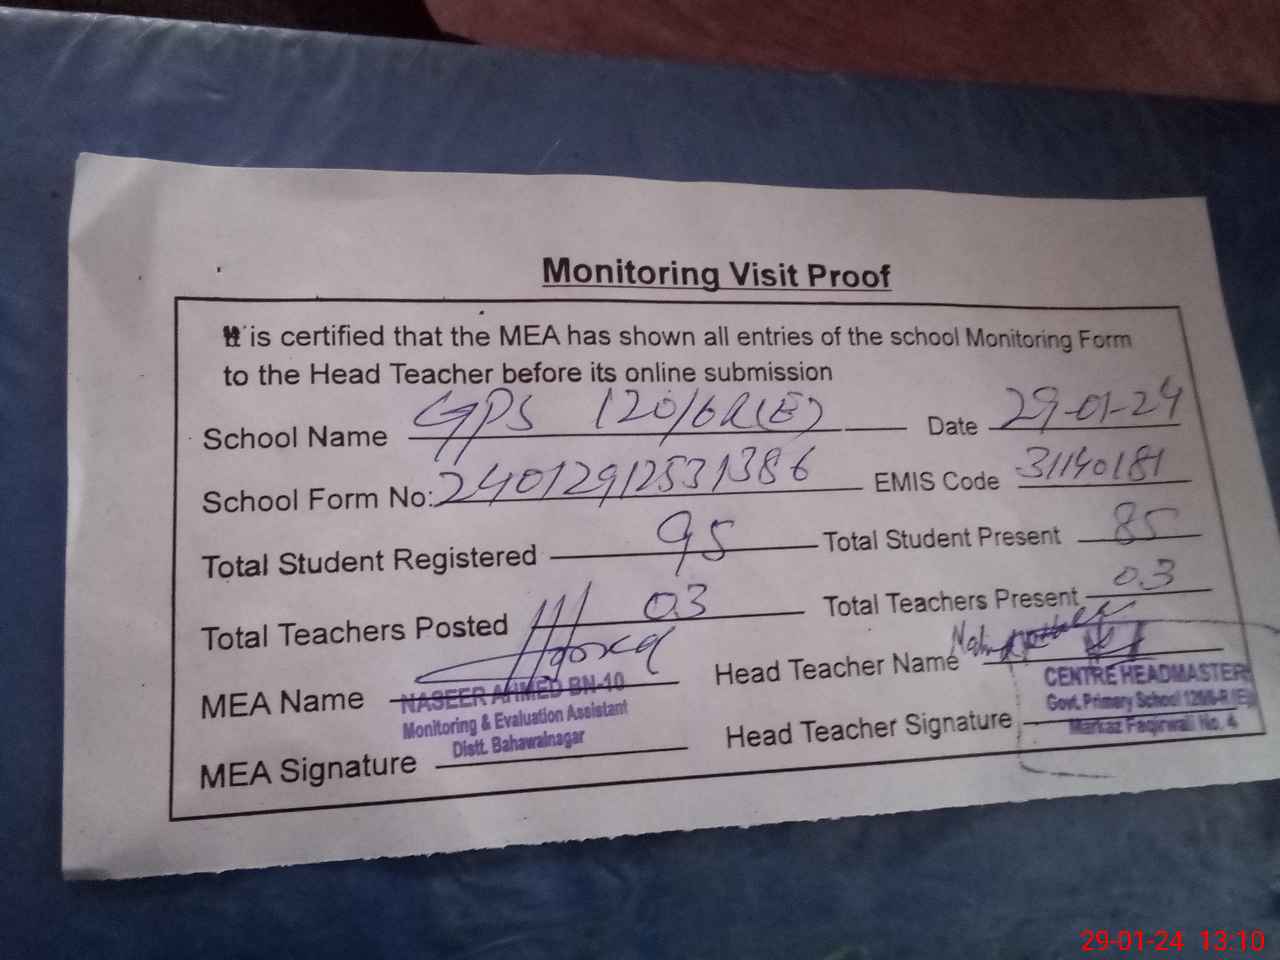 Monitoring Visit Proof
It is certified that the MEA has shown all entries of the school Monitoring Form
to the Head Teacher before its online submission
School Name GPS 120/6R(E) Date 29-01-24
School Form No: 24012912531386 EMIS Code 31140181
Total Student Registered 95 Total Student Present 85
Total Teachers Posted 03 Total Teachers Present 03
MEA Name Head Teacher Name
NASEER AHMED BN-10
Monitoring & Evaluation Assistant
Distt. Bahawalnagar
CENTRE HEADMASTER
Govt. Primary School 120/6-R (E)
Markaz Faqirwali No. 4
MEA Signature Head Teacher Signature
29-01-24 13:10